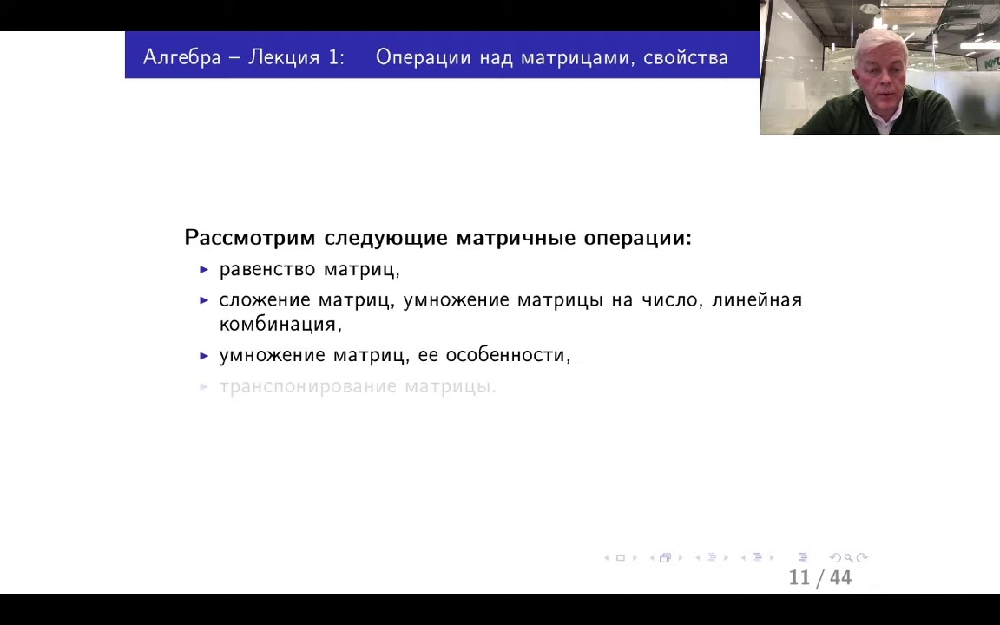 Алгебра – Лекция 1: Операции над матрицами, свойства
Рассмотрим следующие матричные операции:
равенство матриц,
сложение матриц, умножение матрицы на число, линейная
комбинация,
умножение матриц, ее особенности,
транспонирование матрицы.
11 / 44